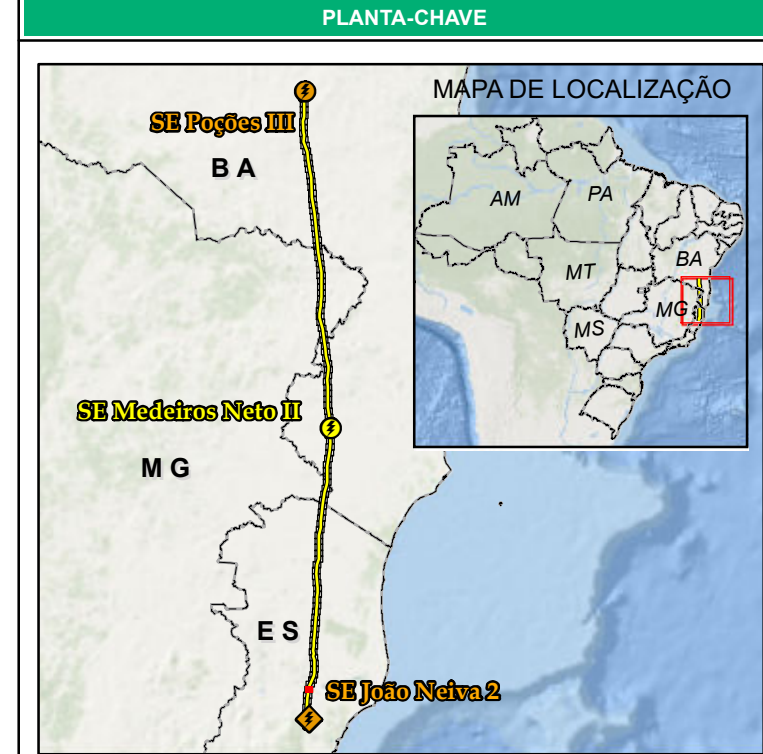 PLANTA-CHAVE
MAPA DE LOCALIZAÇÃO
SE Poções III
B A
AM
PA
BA
MT
MG
MS
SE Medeiros Neto II
M G
E S
SE João Neiva 2